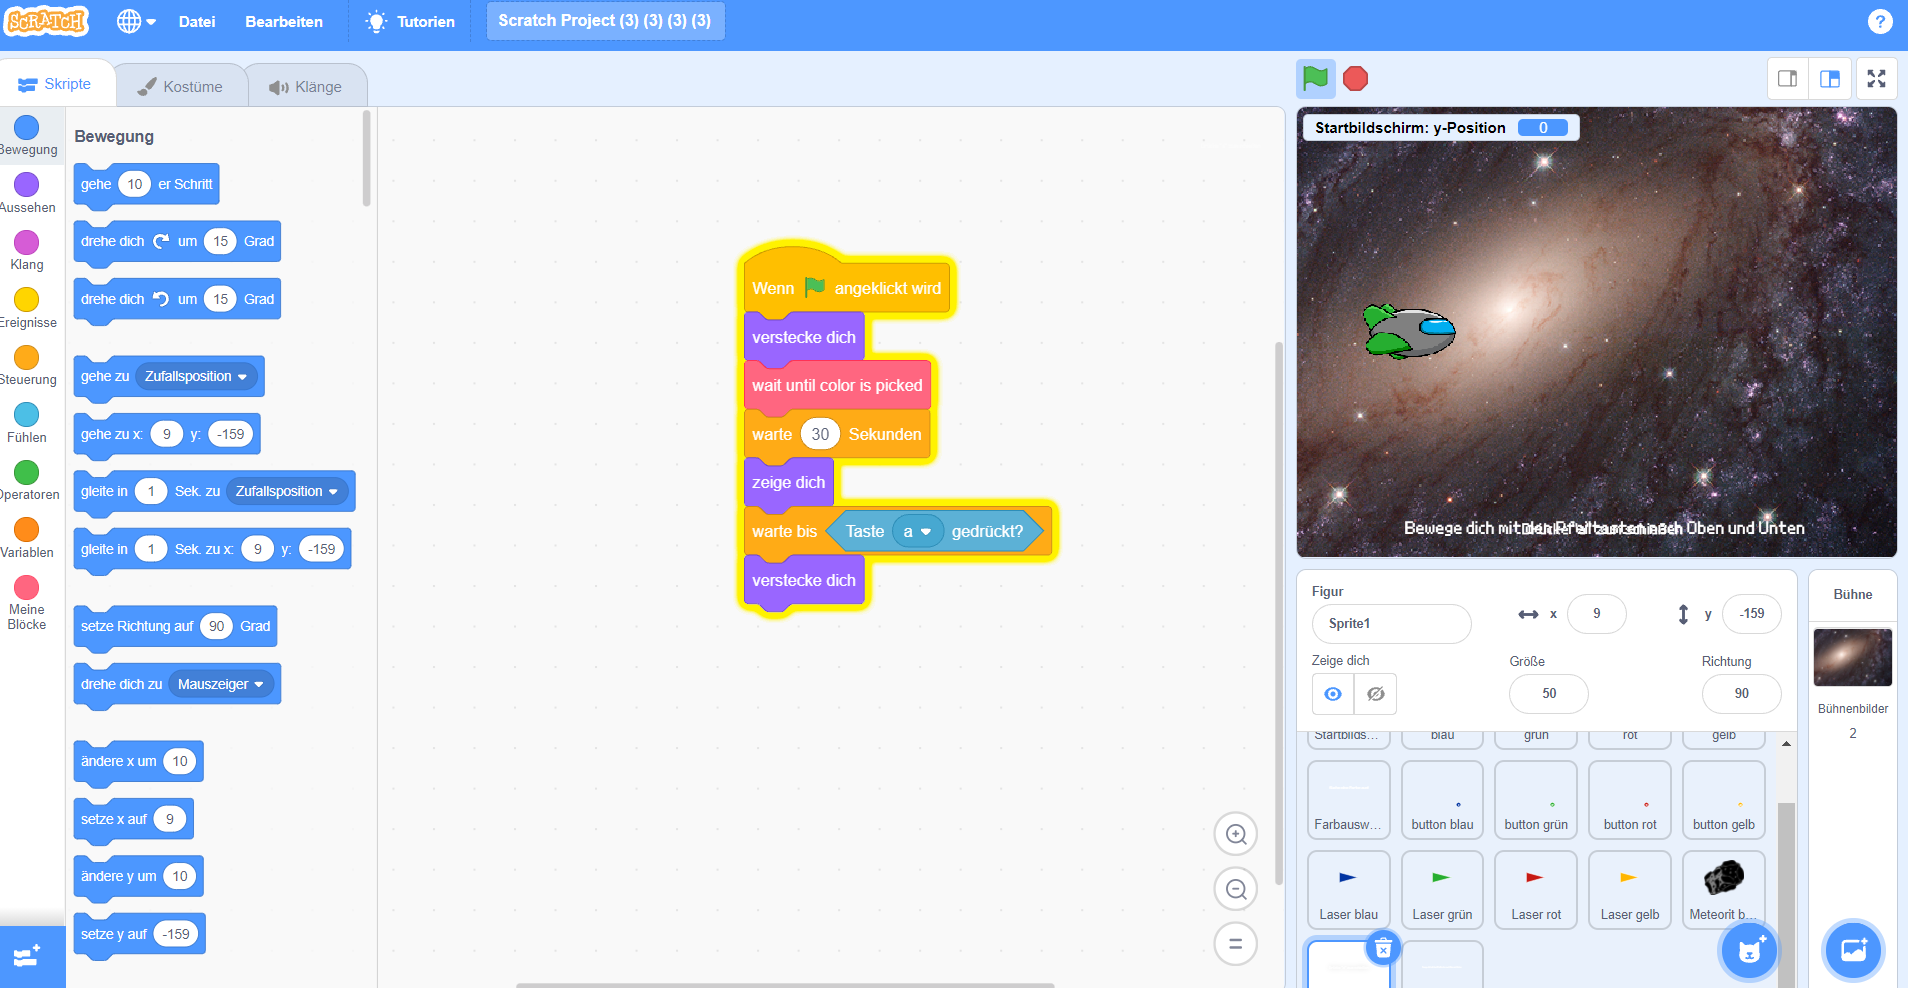 SCRATCH
Datei
Bearbeiten
Tutorien
Scratch Project (3) (3) (3) (3)
?
Skripte
Kostüme
Klänge
Bewegung
Aussehen
Klang
Ereignisse
Steuerung
Fühlen
Operatoren
Variablen
Meine
Blöcke
Bewegung
gehe 10 er Schritt
drehe dich um 15 Grad
drehe dich um 15 Grad
gehe zu Zufallsposition
gehe zu x: 9 y: -159
gleite in 1 Sek. zu Zufallsposition
gleite in 1 Sek. zu x: 9 y: -159
setze Richtung auf 90 Grad
drehe dich zu Mauszeiger
ändere x um 10
setze x auf 9
ändere y um 10
setze y auf -159
Wenn angeklickt wird
verstecke dich
wait until color is picked
warte 30 Sekunden
zeige dich
warte bis Taste a gedrückt?
verstecke dich
Startbildschirm: y-Position 0
Bewege dich mit den Pfeiltasten nach Oben und Unten
Figur
Sprite1
x 9
y -159
Zeige dich
Größe
50
Richtung
90
Startbilds...
blau
grün
rot
gelb
Farbausw...
button blau
button grün
button rot
button gelb
Laser blau
Laser grün
Laser rot
Laser gelb
Meteorit b...
Bühne
Bühnenbilder
2